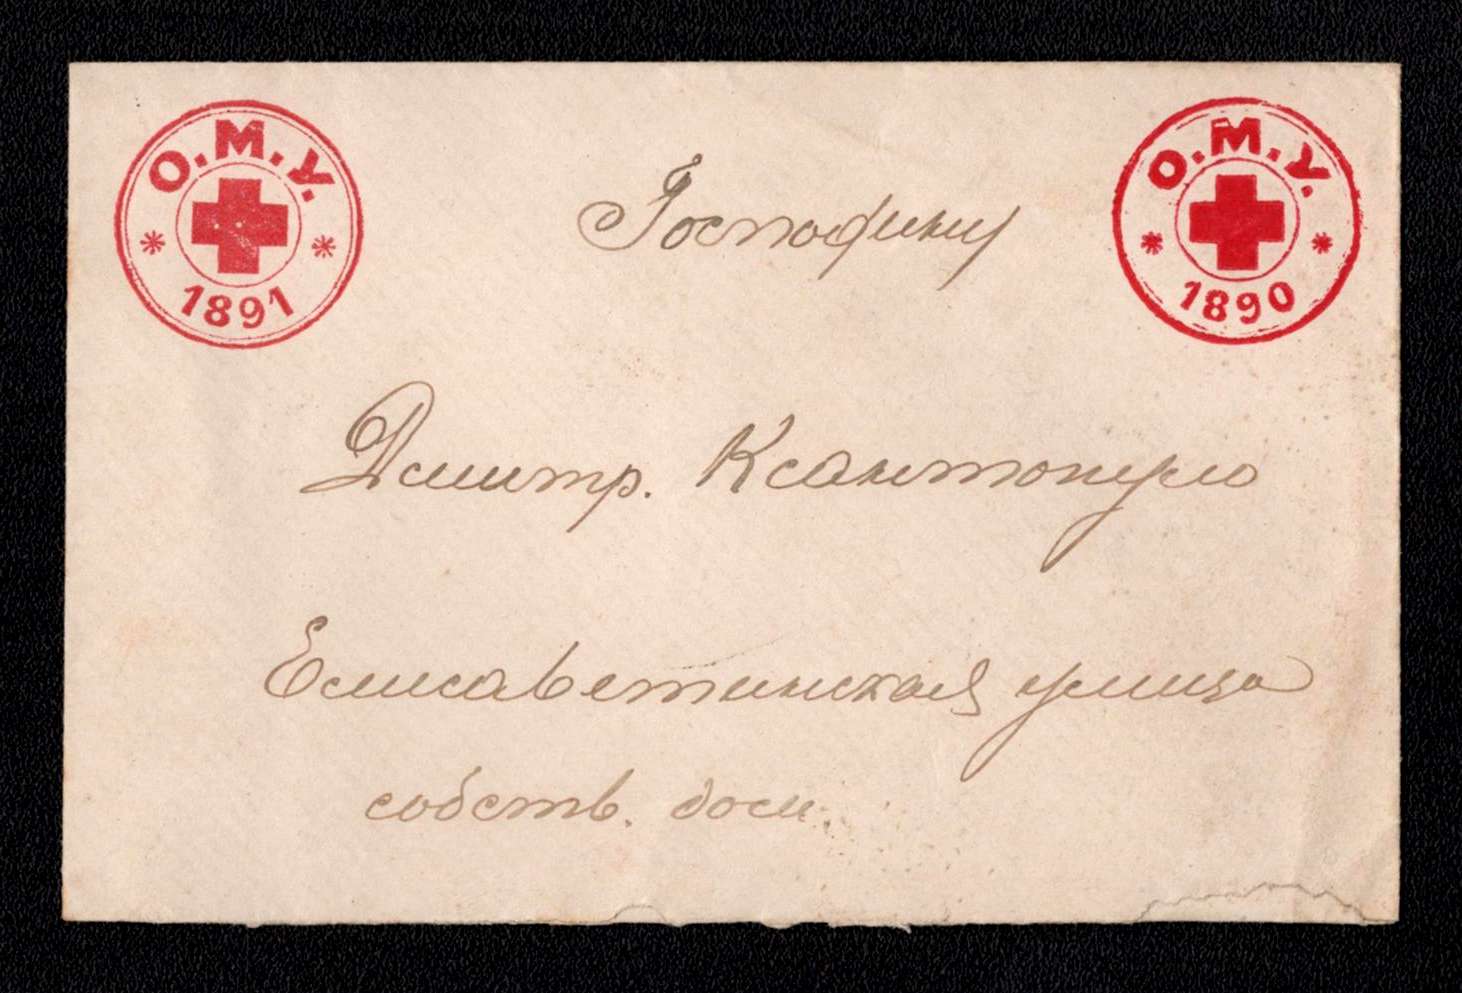 О.М.У.
1891
О.М.У.
1890
Господину
Дмитр. Ксантопуло
Елисаветинская улица
собств. дом.